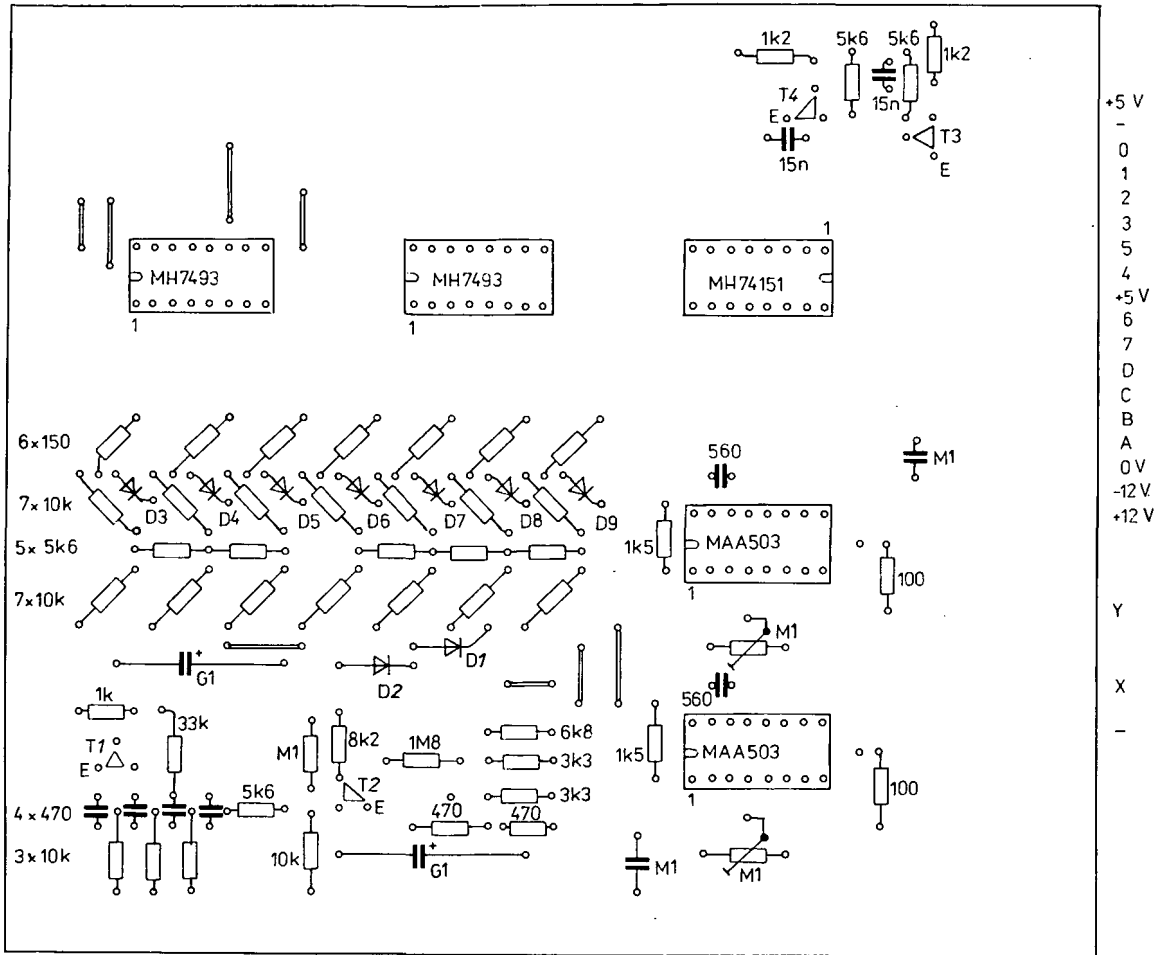 1k2
5k6
5k6
1k2
T4
E
15n
15n
T3
E
+5 V
–
0
1
2
3
5
4
+5 V
6
7
D
C
B
A
0 V
-12 V
+12 V
Y
X
–
MH7493
1
MH7493
1
1
MH74151
6×150
7×10k
D3
D4
D5
D6
D7
D8
D9
5× 5k6
7×10k
560
M1
1k5
MAA503
1
100
M1
G1
+
D2
D1
560
1k
33k
T1
E
M1
8k2
1M8
6k8
3k3
3k3
T2
E
1k5
MAA503
1
100
4×470
5k6
470
470
3×10k
10k
+
G1
M1
M1